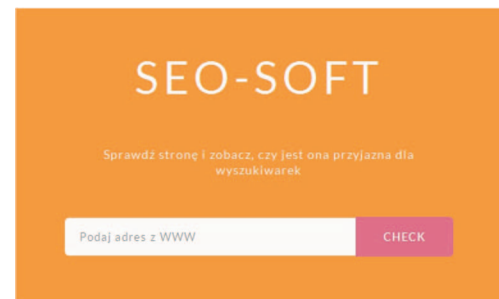 SEO-SOFT
Sprawdź stronę i zobacz, czy jest ona przyjazna dla
wyszukiwarek
Podaj adres z WWW
CHECK